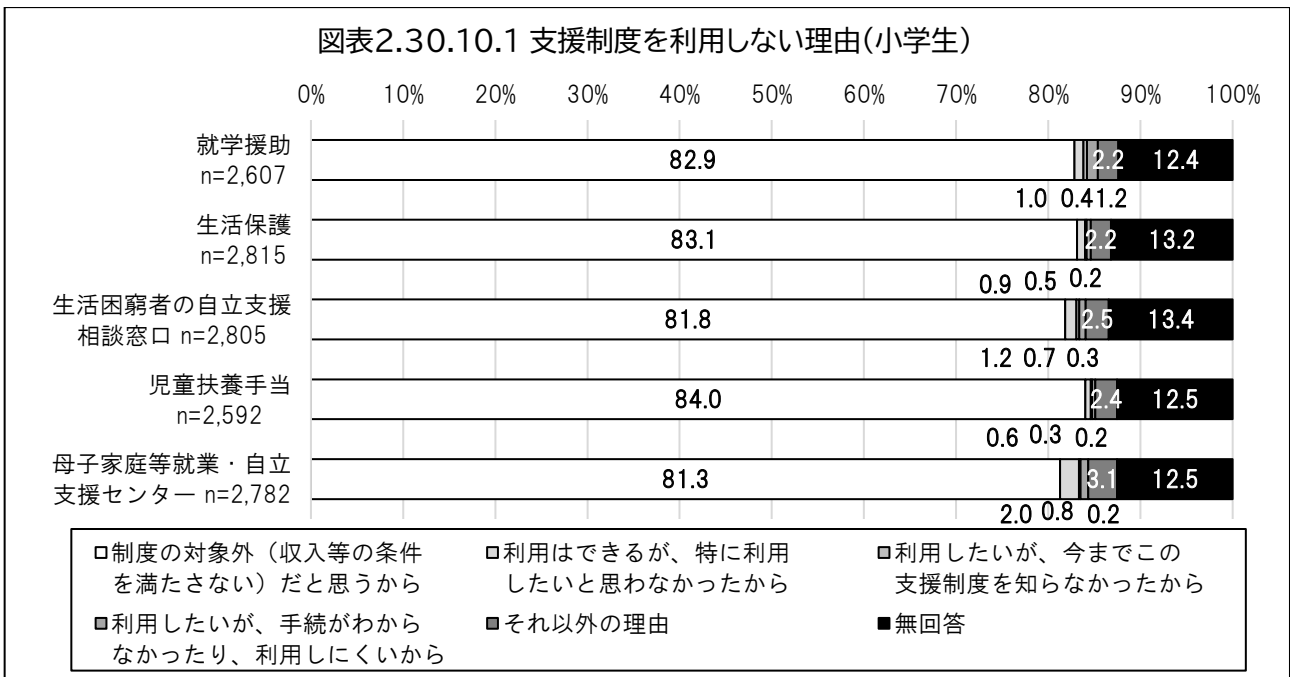 図表2.30.10.1 支援制度を利用しない理由(小学生)
0% 10% 20% 30% 40% 50% 60% 70% 80% 90% 100%
就学援助
n=2,607
82.9 2.2 12.4
1.0 0.4 1.2
生活保護
n=2,815
83.1 2.2 13.2
0.9 0.5 0.2
生活困窮者の自立支援
相談窓口 n=2,805
81.8 2.5 13.4
1.2 0.7 0.3
児童扶養手当
n=2,592
84.0 2.4 12.5
0.6 0.3 0.2
母子家庭等就業・自立
支援センター n=2,782
81.3 3.1 12.5
2.0 0.8 0.2
制度の対象外（収入等の条件
を満たさない）だと思うから
利用はできるが、特に利用
したいと思わなかったから
利用したいが、今までこの
支援制度を知らなかったから
利用したいが、手続がわから
なかったり、利用しにくいから
それ以外の理由
無回答